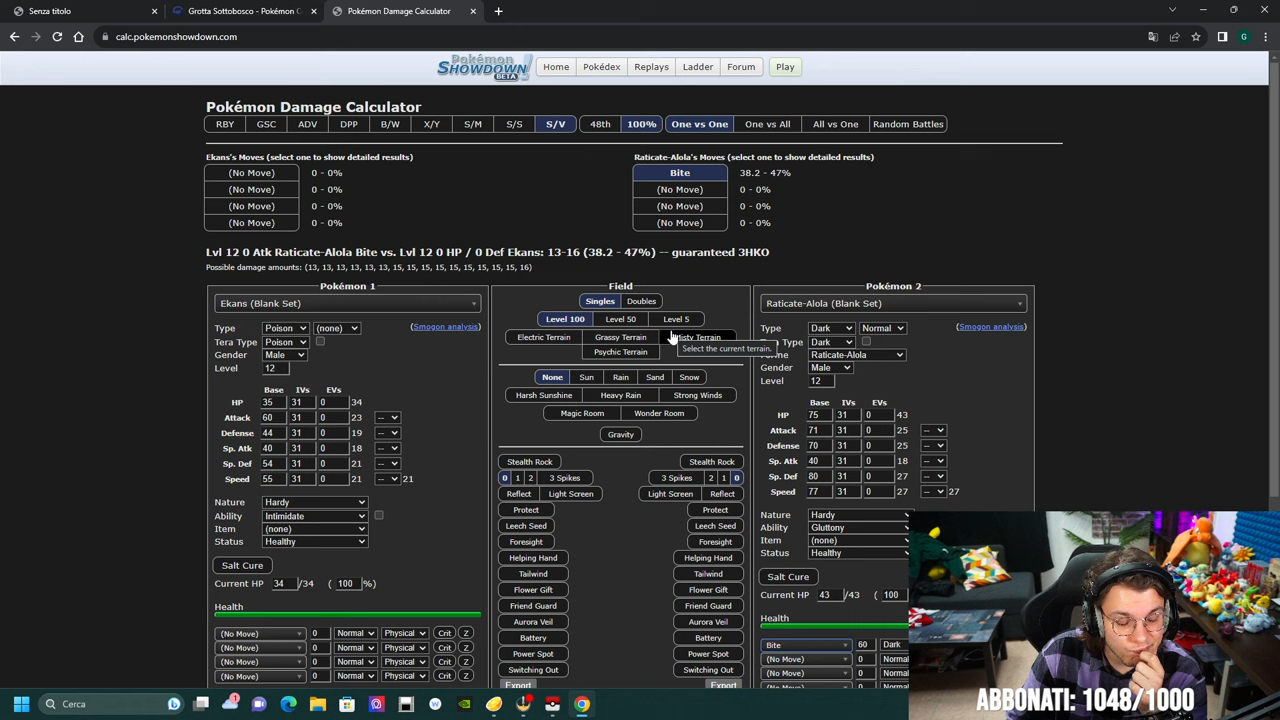 Senza titolo
Grotta Sottobosco - Pokémon C
Pokémon Damage Calculator
calc.pokemonshowdown.com
G
Pokémon SHOWDOWN! BETA
Home
Pokédex
Replays
Ladder
Forum
Play
Pokémon Damage Calculator
RBY GSC ADV DPP B/W X/Y S/M S/S S/V 48th 100% One vs One One vs All All vs One Random Battles
Ekans's Moves (select one to show detailed results)
(No Move) 0 - 0%
(No Move) 0 - 0%
(No Move) 0 - 0%
(No Move) 0 - 0%
Raticate-Alola's Moves (select one to show detailed results)
Bite 38.2 - 47%
(No Move) 0 - 0%
(No Move) 0 - 0%
(No Move) 0 - 0%
Lvl 12 0 Atk Raticate-Alola Bite vs. Lvl 12 0 HP / 0 Def Ekans: 13-16 (38.2 - 47%) -- guaranteed 3HKO
Possible damage amounts: (13, 13, 13, 13, 13, 13, 15, 15, 15, 15, 15, 15, 15, 15, 15, 16)
Pokémon 1
Ekans (Blank Set)
Type Poison (none) (Smogon analysis)
Tera Type Poison
Gender Male
Level 12
Base IVs EVs
HP 35 31 0 34
Attack 60 31 0 23 --
Defense 44 31 0 19 --
Sp. Atk 40 31 0 18 --
Sp. Def 54 31 0 21 --
Speed 55 31 0 21 -- 21
Nature Hardy
Ability Intimidate
Item (none)
Status Healthy
Salt Cure
Current HP 34 /34 ( 100 %)
Health
(No Move) 0 Normal Physical Crit Z
(No Move) 0 Normal Physical Crit Z
(No Move) 0 Normal Physical Crit Z
(No Move) 0 Normal Physical Crit Z
Field
Singles Doubles
Level 100 Level 50 Level 5
Electric Terrain Grassy Terrain Misty Terrain
Select the current terrain.
Psychic Terrain
None Sun Rain Sand Snow
Harsh Sunshine Heavy Rain Strong Winds
Magic Room Wonder Room
Gravity
Stealth Rock Stealth Rock
0 1 2 3 Spikes 3 Spikes 2 1 0
Reflect Light Screen Light Screen Reflect
Protect Protect
Leech Seed Leech Seed
Foresight Foresight
Helping Hand Helping Hand
Tailwind Tailwind
Flower Gift Flower Gift
Friend Guard Friend Guard
Aurora Veil Aurora Veil
Battery Battery
Power Spot Power Spot
Switching Out Switching Out
Export Export
Pokémon 2
Raticate-Alola (Blank Set)
Type Dark Normal (Smogon analysis)
Tera Type Dark
Forme Raticate-Alola
Gender Male
Level 12
Base IVs EVs
HP 75 31 0 43
Attack 71 31 0 25 --
Defense 70 31 0 25 --
Sp. Atk 40 31 0 18 --
Sp. Def 80 31 0 27 --
Speed 77 31 0 27 -- 27
Nature Hardy
Ability Gluttony
Item (none)
Status Healthy
Salt Cure
Current HP 43 /43 ( 100
Health
Bite 60 Dark
(No Move) 0 Normal
(No Move) 0 Normal
(No Move) 0 Normal
ABBONATI: 1048/1000
Cerca
1